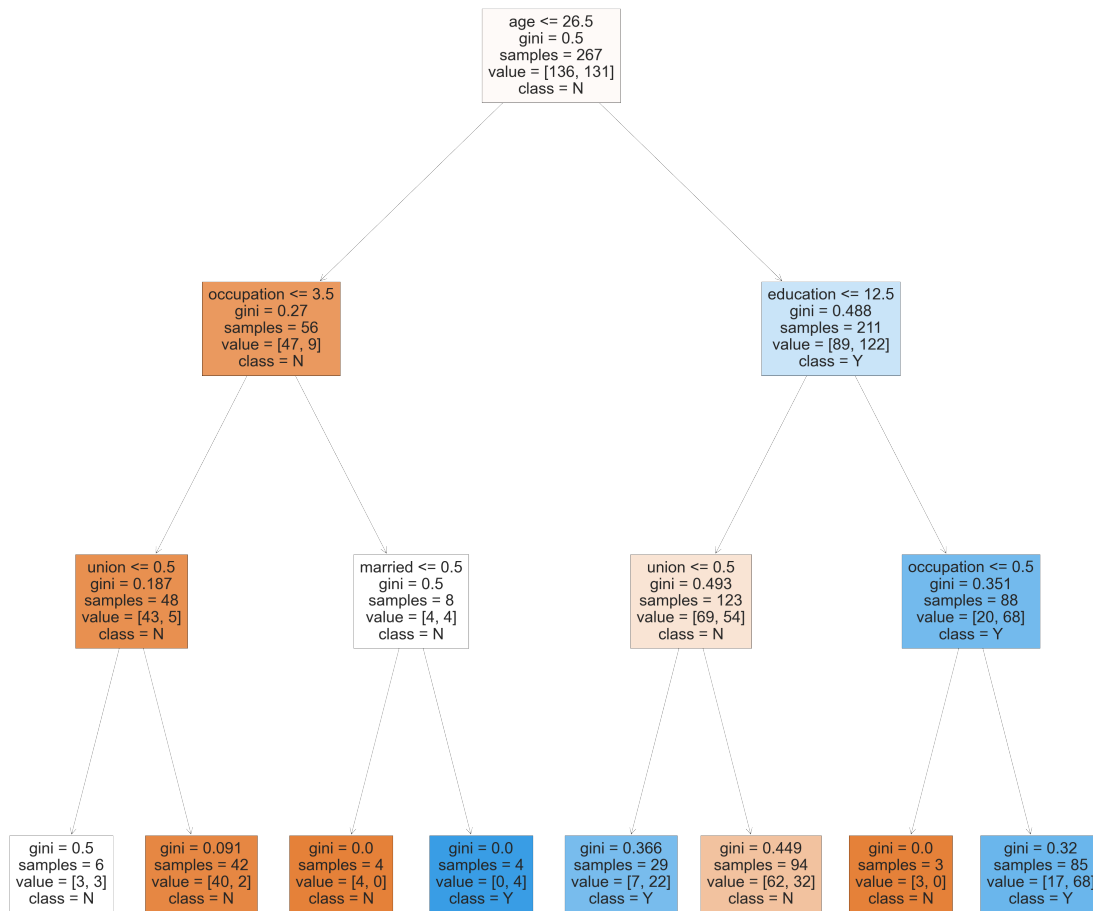 age <= 26.5
gini = 0.5
samples = 267
value = [136, 131]
class = N
occupation <= 3.5
gini = 0.27
samples = 56
value = [47, 9]
class = N
education <= 12.5
gini = 0.488
samples = 211
value = [89, 122]
class = Y
union <= 0.5
gini = 0.187
samples = 48
value = [43, 5]
class = N
married <= 0.5
gini = 0.5
samples = 8
value = [4, 4]
class = N
union <= 0.5
gini = 0.493
samples = 123
value = [69, 54]
class = N
occupation <= 0.5
gini = 0.351
samples = 88
value = [20, 68]
class = Y
gini = 0.5
samples = 6
value = [3, 3]
class = N
gini = 0.091
samples = 42
value = [40, 2]
class = N
gini = 0.0
samples = 4
value = [4, 0]
class = N
gini = 0.0
samples = 4
value = [0, 4]
class = Y
gini = 0.366
samples = 29
value = [7, 22]
class = Y
gini = 0.449
samples = 94
value = [62, 32]
class = N
gini = 0.0
samples = 3
value = [3, 0]
class = N
gini = 0.32
samples = 85
value = [17, 68]
class = Y